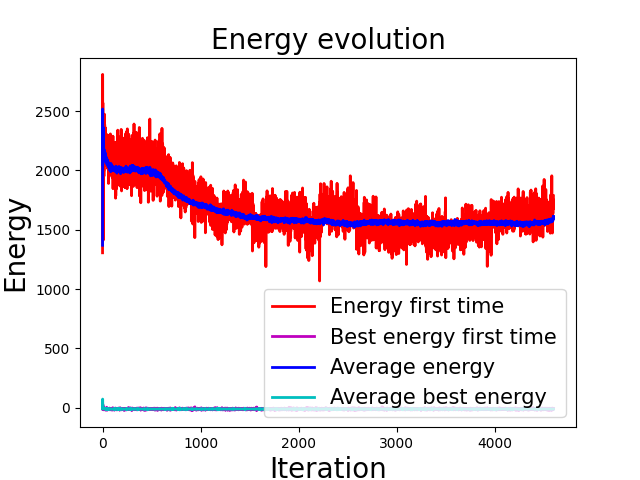 Energy evolution
Energy
2500
2000
1500
1000
500
0
Energy first time
Best energy first time
Average energy
Average best energy
0 1000 2000 3000 4000
Iteration